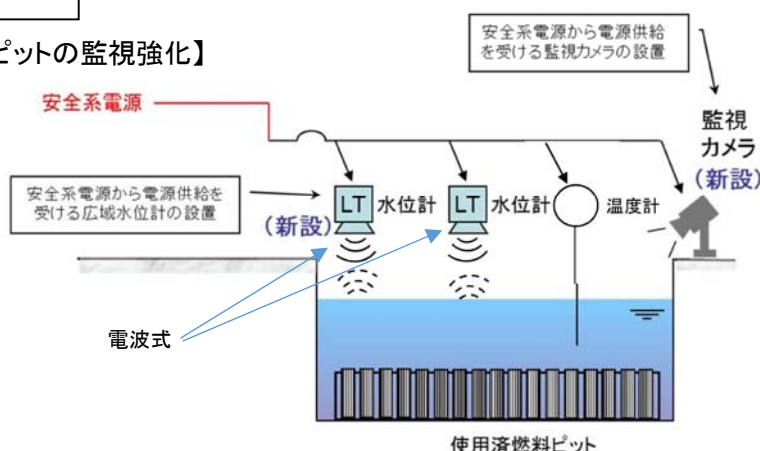 ピットの監視強化】
安全系電源から電源供給
を受ける監視カメラの設置
安全系電源
監視
カメラ
(新設)
安全系電源から電源供給を
受ける広域水位計の設置
(新設)
LT 水位計
LT 水位計
温度計
電波式
使用済燃料ピット